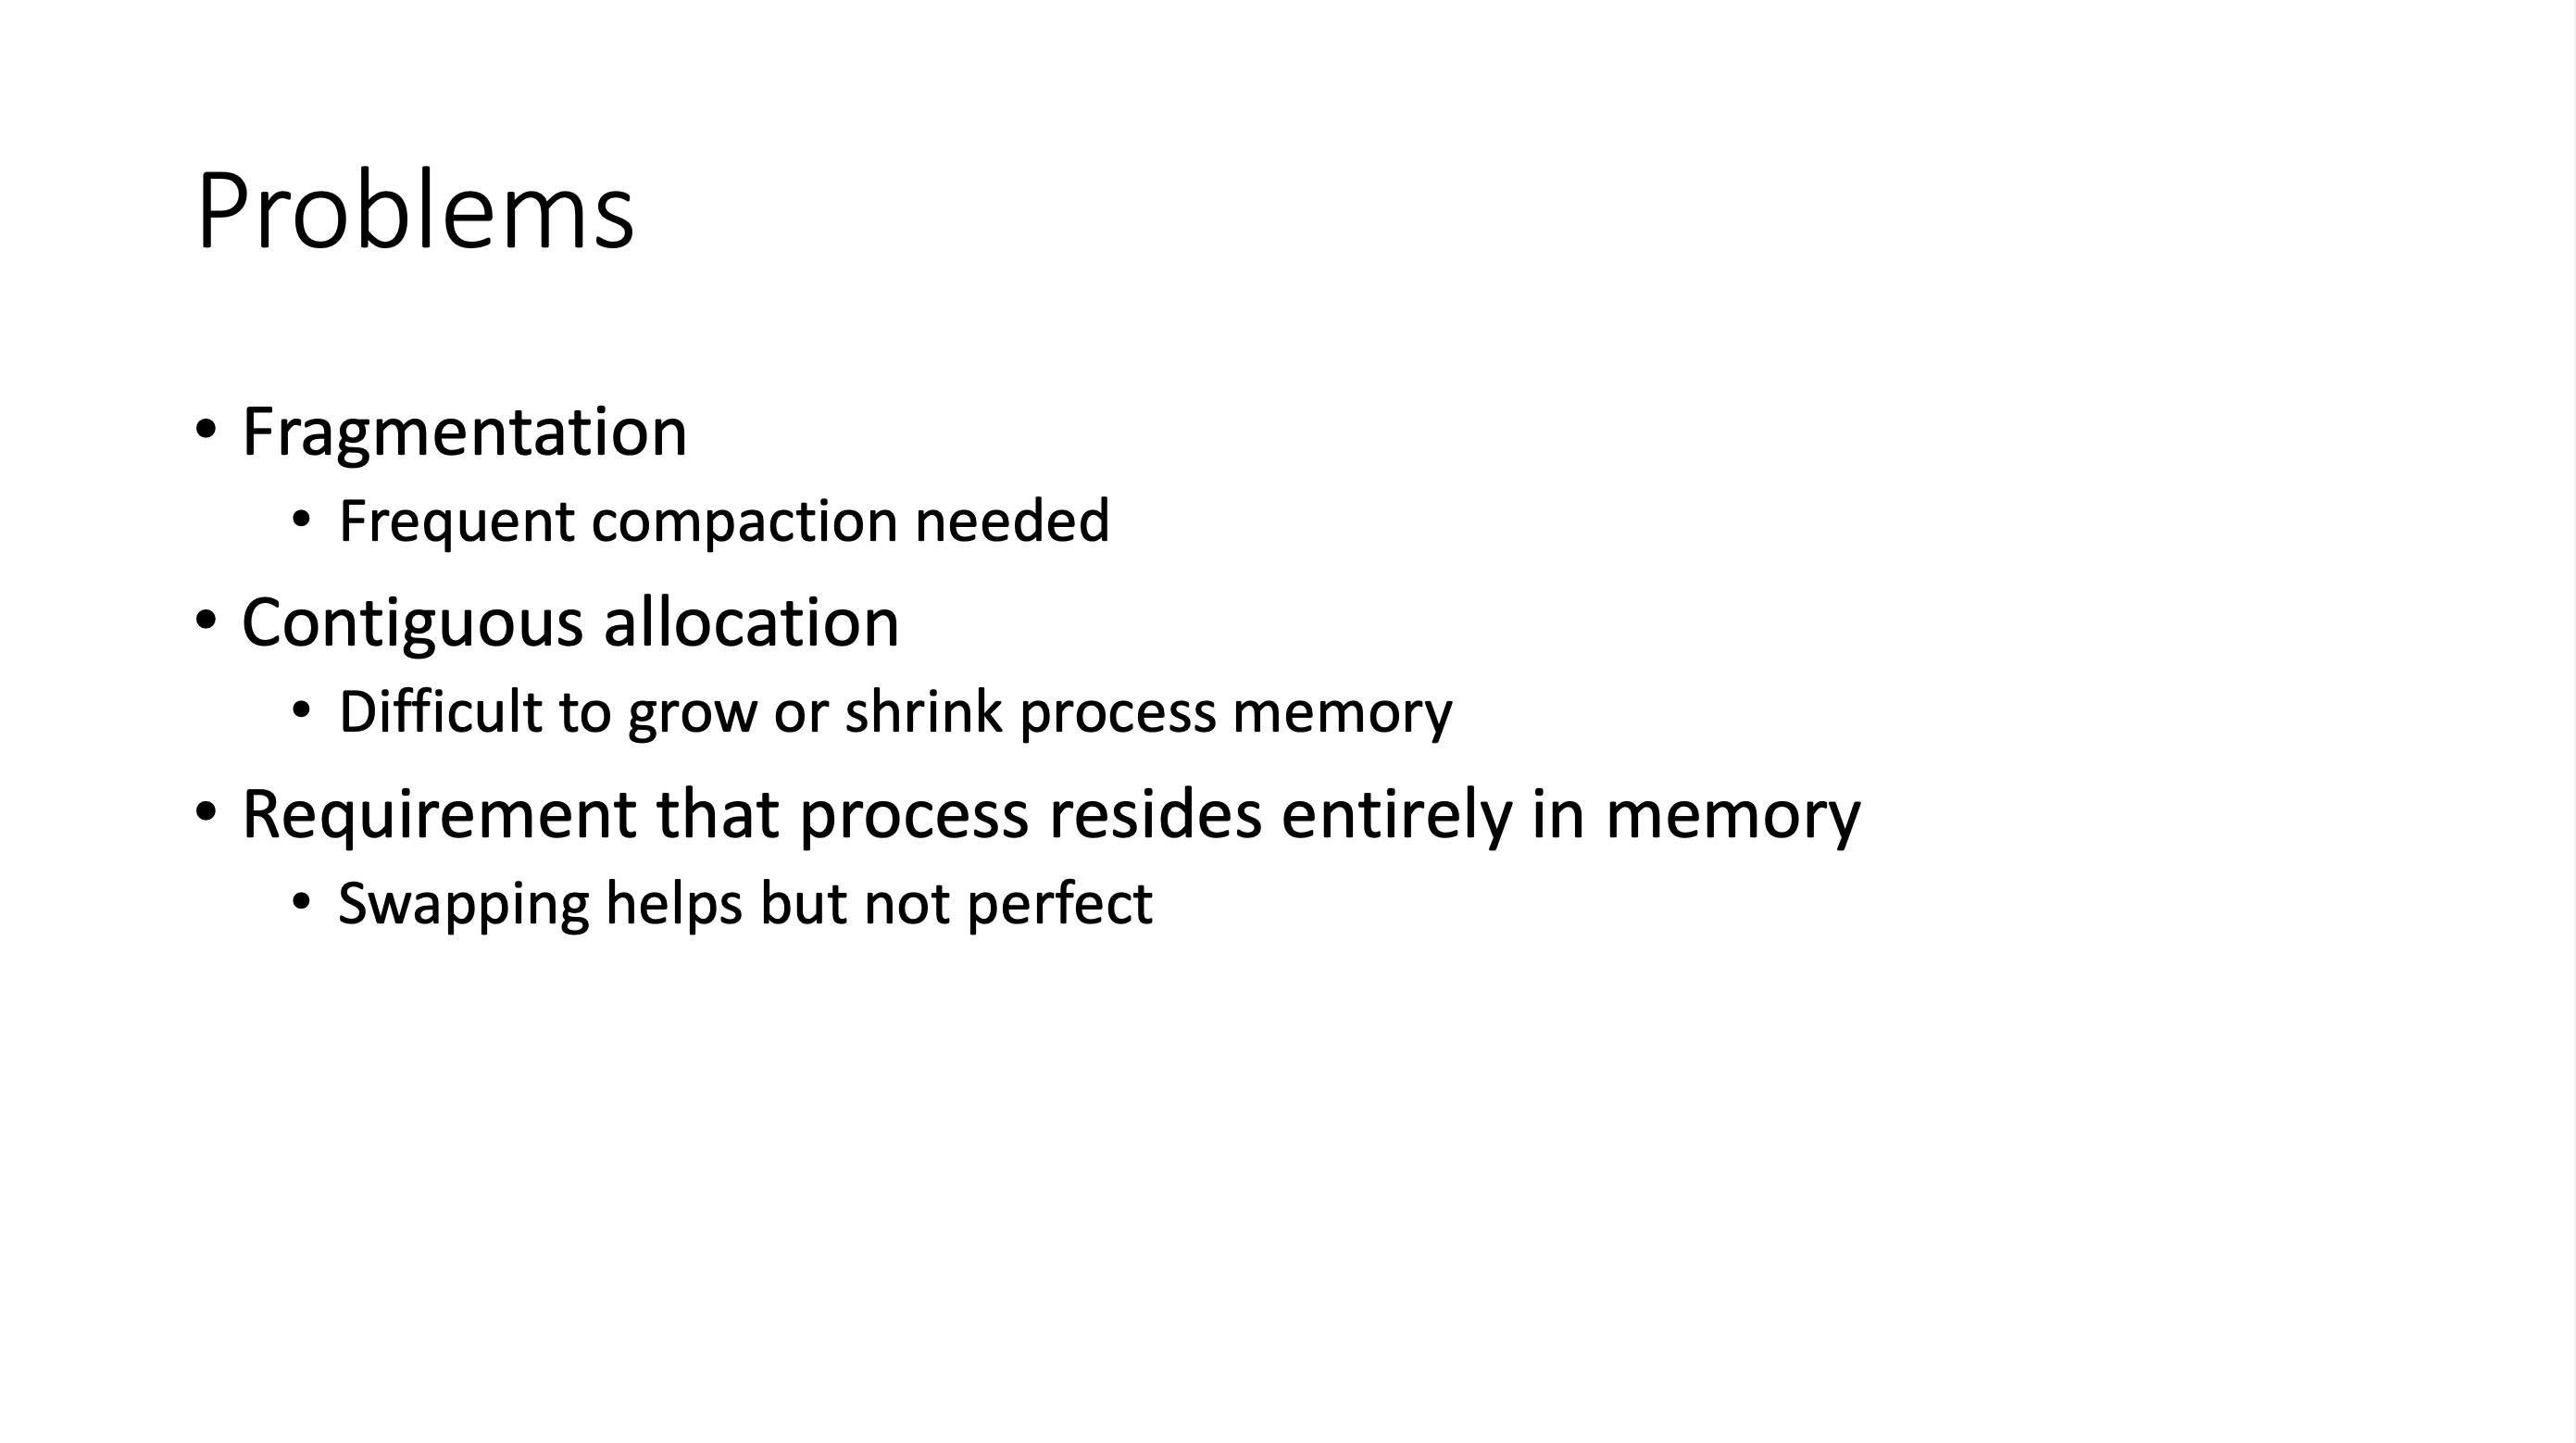 Problems
• Fragmentation
• Frequent compaction needed
• Contiguous allocation
• Difficult to grow or shrink process memory
• Requirement that process resides entirely in memory
• Swapping helps but not perfect